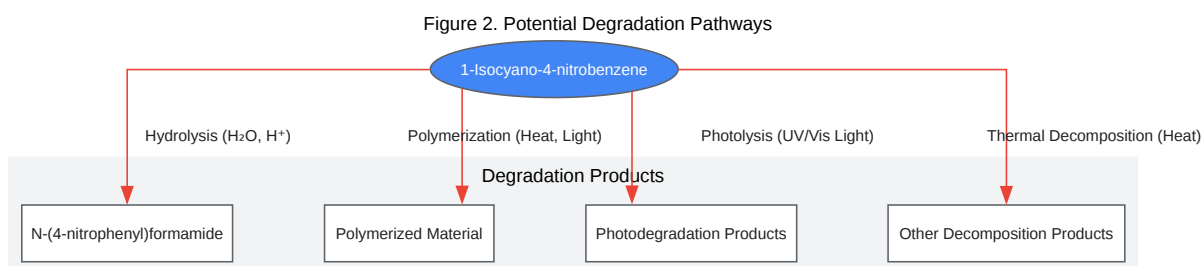 Figure 2. Potential Degradation Pathways
1-Isocyano-4-nitrobenzene
Hydrolysis (H₂O, H⁺)
Polymerization (Heat, Light)
Photolysis (UV/Vis Light)
Thermal Decomposition (Heat)
Degradation Products
N-(4-nitrophenyl)formamide
Polymerized Material
Photodegradation Products
Other Decomposition Products